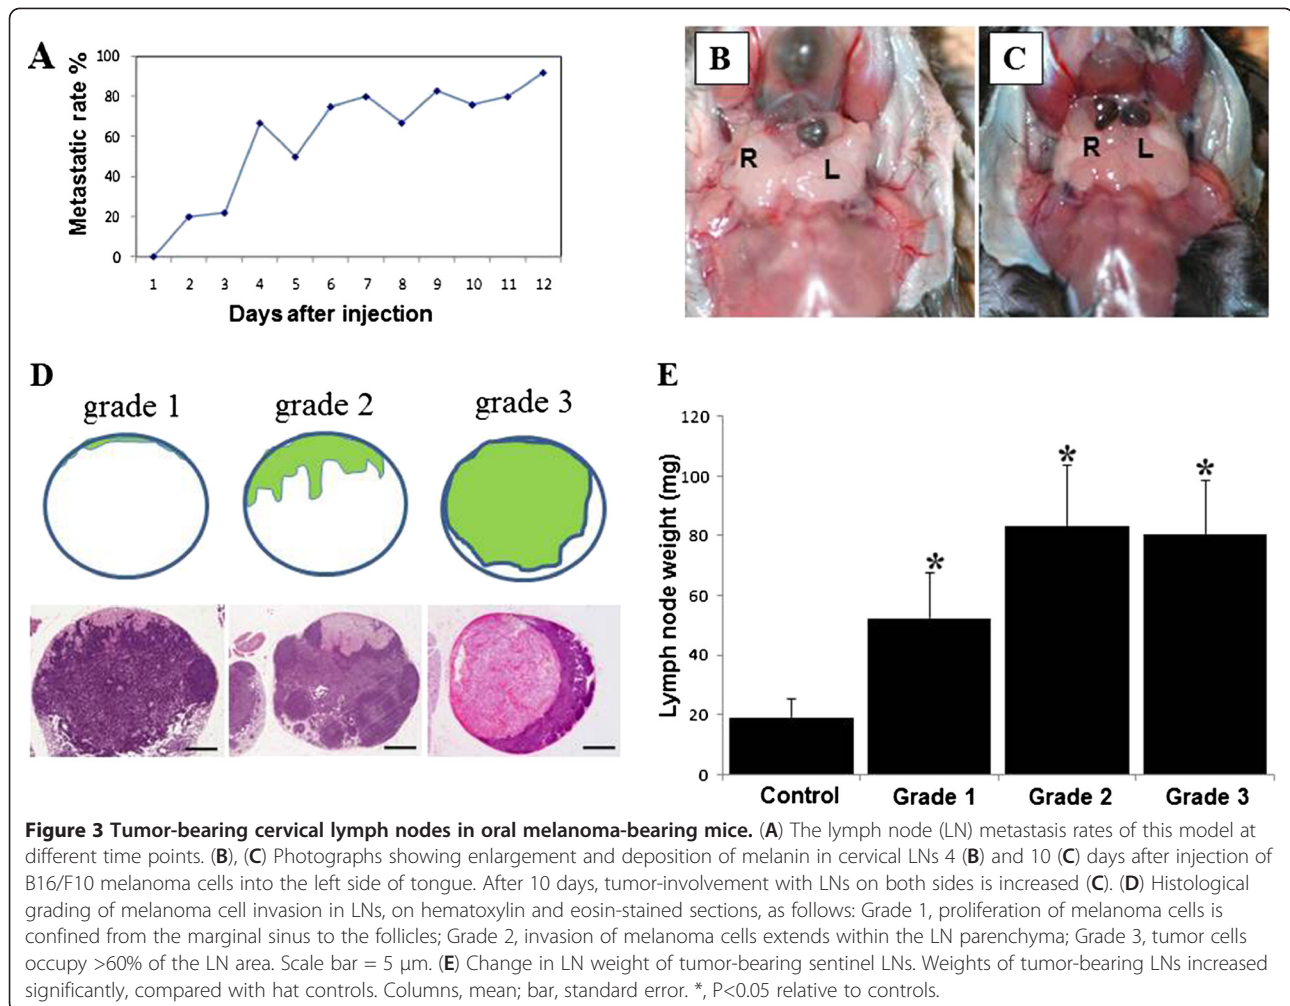 A
Metastatic rate %
100
80
60
40
20
0
1 2 3 4 5 6 7 8 9 10 11 12
Days after injection
B
R
L
C
R
L
D
grade 1
grade 2
grade 3
E
Lymph node weight (mg)
120
100
80
60
40
20
0
*
*
*
Control Grade 1 Grade 2 Grade 3
Figure 3 Tumor-bearing cervical lymph nodes in oral melanoma-bearing mice. (A) The lymph node (LN) metastasis rates of this model at
different time points. (B), (C) Photographs showing enlargement and deposition of melanin in cervical LNs 4 (B) and 10 (C) days after injection of
B16/F10 melanoma cells into the left side of tongue. After 10 days, tumor-involvement with LNs on both sides is increased (C). (D) Histological
grading of melanoma cell invasion in LNs, on hematoxylin and eosin-stained sections, as follows: Grade 1, proliferation of melanoma cells is
confined from the marginal sinus to the follicles; Grade 2, invasion of melanoma cells extends within the LN parenchyma; Grade 3, tumor cells
occupy >60% of the LN area. Scale bar = 5 μm. (E) Change in LN weight of tumor-bearing sentinel LNs. Weights of tumor-bearing LNs increased
significantly, compared with hat controls. Columns, mean; bar, standard error. *, P<0.05 relative to controls.